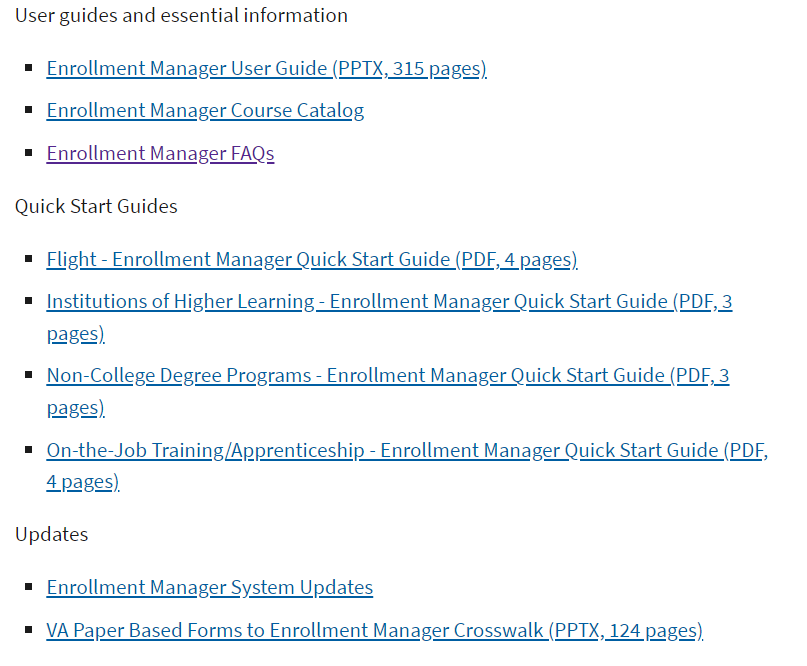 User guides and essential information
Enrollment Manager User Guide (PPTX, 315 pages)
Enrollment Manager Course Catalog
Enrollment Manager FAQs
Quick Start Guides
Flight - Enrollment Manager Quick Start Guide (PDF, 4 pages)
Institutions of Higher Learning - Enrollment Manager Quick Start Guide (PDF, 3
pages)
Non-College Degree Programs - Enrollment Manager Quick Start Guide (PDF, 3
pages)
On-the-Job Training/Apprenticeship - Enrollment Manager Quick Start Guide (PDF,
4 pages)
Updates
Enrollment Manager System Updates
VA Paper Based Forms to Enrollment Manager Crosswalk (PPTX, 124 pages)